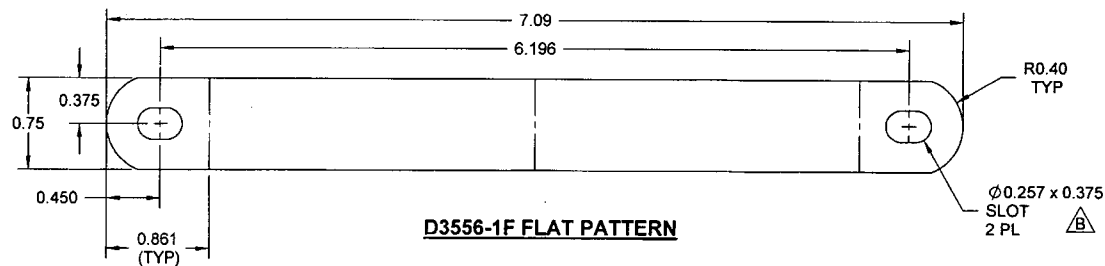 7.09
6.196
R0.40
TYP
0.375
0.75
0.450
Ø0.257 x 0.375
SLOT
2 PL
B
0.861
(TYP)
D3556-1F FLAT PATTERN